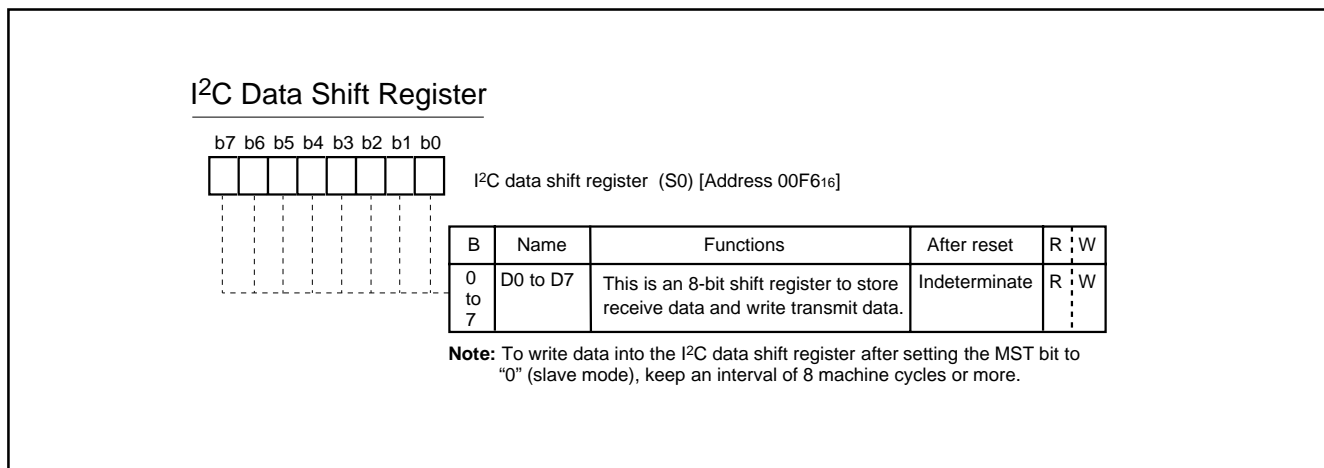 I²C Data Shift Register
b7 b6 b5 b4 b3 b2 b1 b0
I²C data shift register (S0) [Address 00F6₁₆]
B Name Functions After reset R W
0 to 7 D0 to D7 This is an 8-bit shift register to store Indeterminate R W
receive data and write transmit data.
Note: To write data into the I²C data shift register after setting the MST bit to
“0” (slave mode), keep an interval of 8 machine cycles or more.